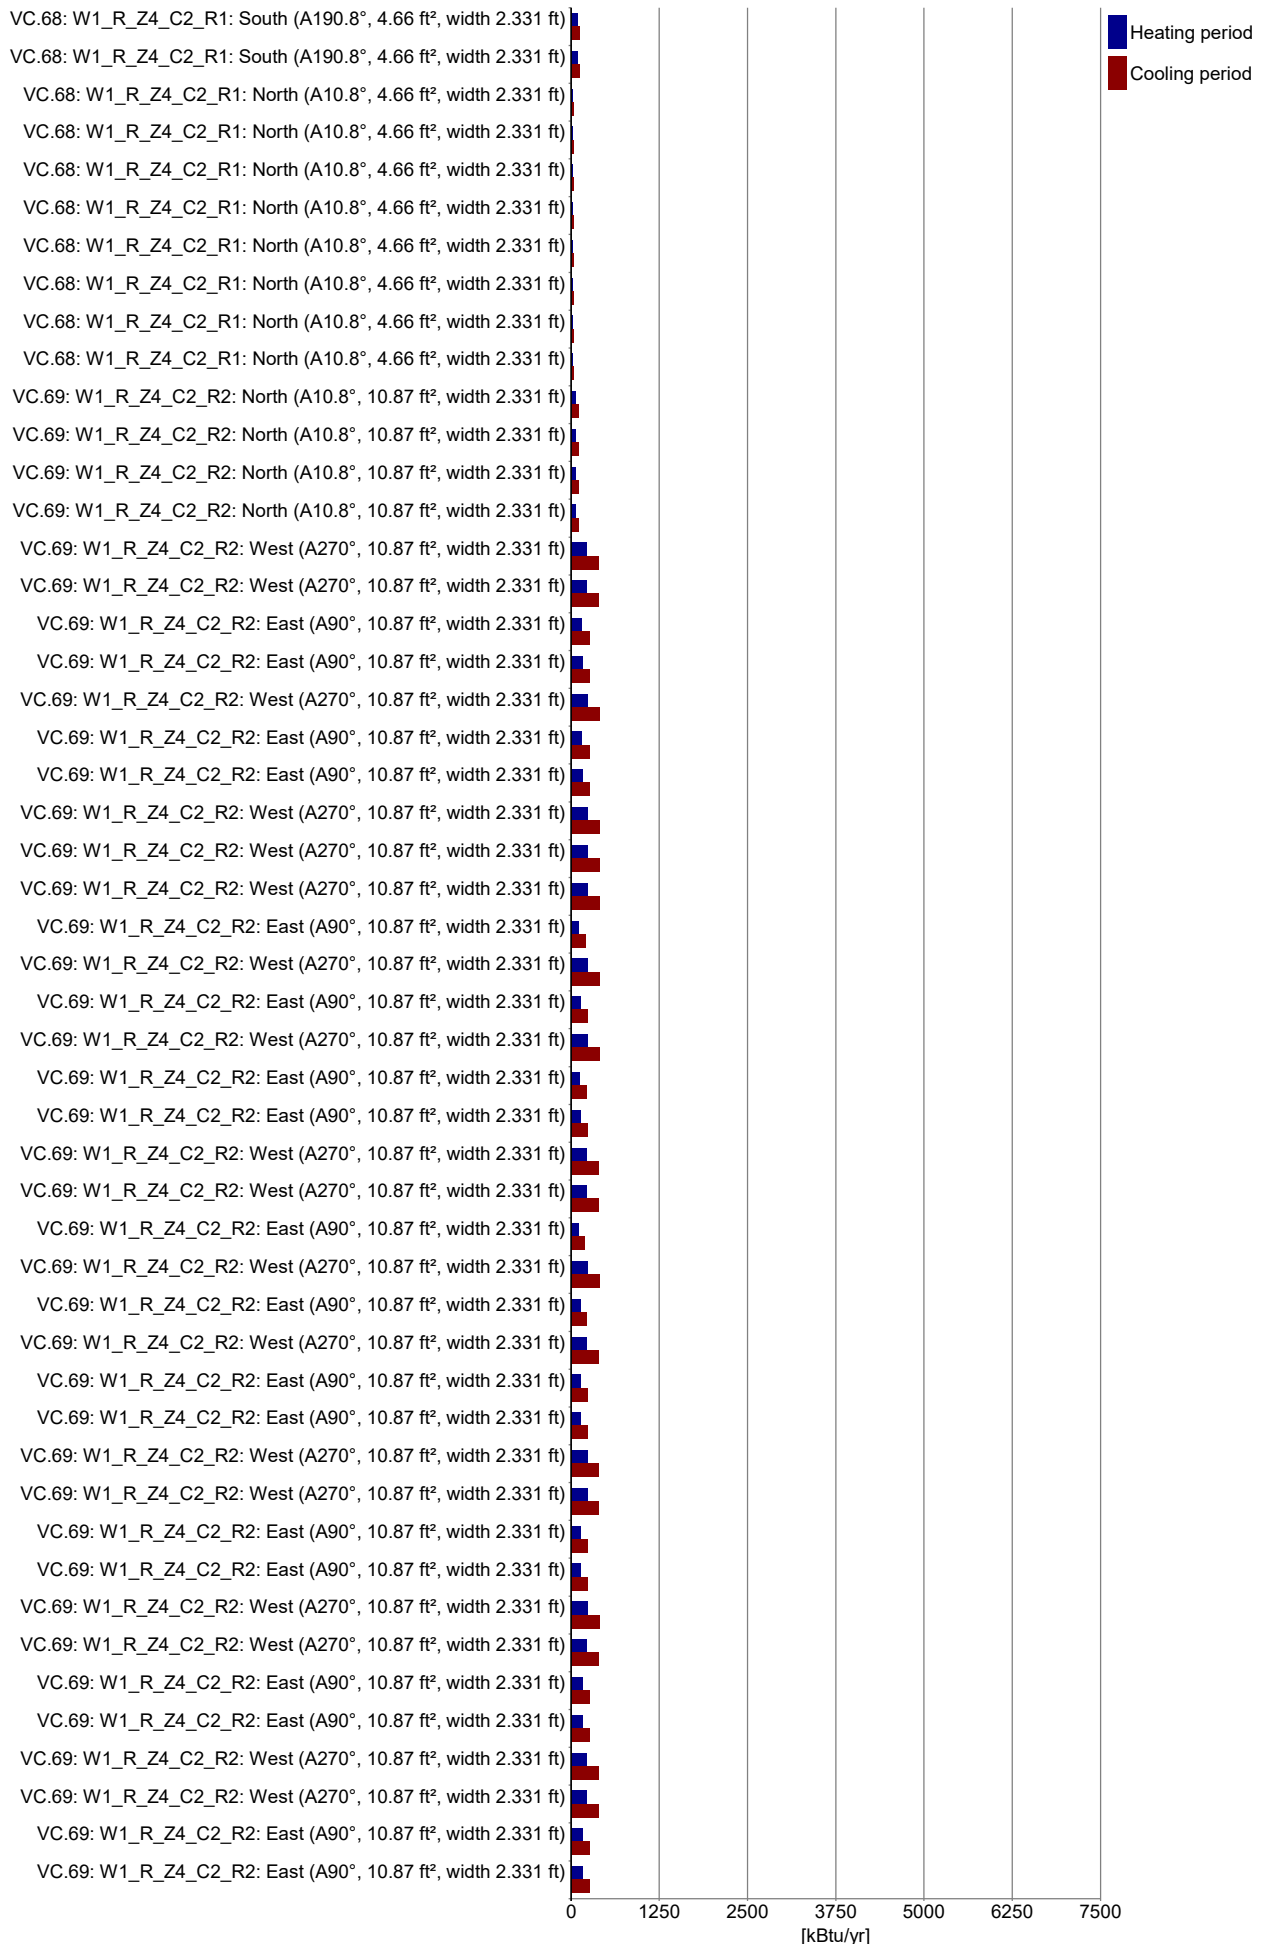 VC.68: W1_R_Z4_C2_R1: South (A190.8°, 4.66 ft², width 2.331 ft)
VC.68: W1_R_Z4_C2_R1: South (A190.8°, 4.66 ft², width 2.331 ft)
VC.68: W1_R_Z4_C2_R1: North (A10.8°, 4.66 ft², width 2.331 ft)
VC.68: W1_R_Z4_C2_R1: North (A10.8°, 4.66 ft², width 2.331 ft)
VC.68: W1_R_Z4_C2_R1: North (A10.8°, 4.66 ft², width 2.331 ft)
VC.68: W1_R_Z4_C2_R1: North (A10.8°, 4.66 ft², width 2.331 ft)
VC.68: W1_R_Z4_C2_R1: North (A10.8°, 4.66 ft², width 2.331 ft)
VC.68: W1_R_Z4_C2_R1: North (A10.8°, 4.66 ft², width 2.331 ft)
VC.68: W1_R_Z4_C2_R1: North (A10.8°, 4.66 ft², width 2.331 ft)
VC.68: W1_R_Z4_C2_R1: North (A10.8°, 4.66 ft², width 2.331 ft)
VC.69: W1_R_Z4_C2_R2: North (A10.8°, 10.87 ft², width 2.331 ft)
VC.69: W1_R_Z4_C2_R2: North (A10.8°, 10.87 ft², width 2.331 ft)
VC.69: W1_R_Z4_C2_R2: North (A10.8°, 10.87 ft², width 2.331 ft)
VC.69: W1_R_Z4_C2_R2: North (A10.8°, 10.87 ft², width 2.331 ft)
VC.69: W1_R_Z4_C2_R2: West (A270°, 10.87 ft², width 2.331 ft)
VC.69: W1_R_Z4_C2_R2: West (A270°, 10.87 ft², width 2.331 ft)
VC.69: W1_R_Z4_C2_R2: East (A90°, 10.87 ft², width 2.331 ft)
VC.69: W1_R_Z4_C2_R2: East (A90°, 10.87 ft², width 2.331 ft)
VC.69: W1_R_Z4_C2_R2: West (A270°, 10.87 ft², width 2.331 ft)
VC.69: W1_R_Z4_C2_R2: East (A90°, 10.87 ft², width 2.331 ft)
VC.69: W1_R_Z4_C2_R2: East (A90°, 10.87 ft², width 2.331 ft)
VC.69: W1_R_Z4_C2_R2: West (A270°, 10.87 ft², width 2.331 ft)
VC.69: W1_R_Z4_C2_R2: West (A270°, 10.87 ft², width 2.331 ft)
VC.69: W1_R_Z4_C2_R2: West (A270°, 10.87 ft², width 2.331 ft)
VC.69: W1_R_Z4_C2_R2: East (A90°, 10.87 ft², width 2.331 ft)
VC.69: W1_R_Z4_C2_R2: West (A270°, 10.87 ft², width 2.331 ft)
VC.69: W1_R_Z4_C2_R2: East (A90°, 10.87 ft², width 2.331 ft)
VC.69: W1_R_Z4_C2_R2: West (A270°, 10.87 ft², width 2.331 ft)
VC.69: W1_R_Z4_C2_R2: East (A90°, 10.87 ft², width 2.331 ft)
VC.69: W1_R_Z4_C2_R2: East (A90°, 10.87 ft², width 2.331 ft)
VC.69: W1_R_Z4_C2_R2: West (A270°, 10.87 ft², width 2.331 ft)
VC.69: W1_R_Z4_C2_R2: West (A270°, 10.87 ft², width 2.331 ft)
VC.69: W1_R_Z4_C2_R2: East (A90°, 10.87 ft², width 2.331 ft)
VC.69: W1_R_Z4_C2_R2: West (A270°, 10.87 ft², width 2.331 ft)
VC.69: W1_R_Z4_C2_R2: East (A90°, 10.87 ft², width 2.331 ft)
VC.69: W1_R_Z4_C2_R2: West (A270°, 10.87 ft², width 2.331 ft)
VC.69: W1_R_Z4_C2_R2: East (A90°, 10.87 ft², width 2.331 ft)
VC.69: W1_R_Z4_C2_R2: East (A90°, 10.87 ft², width 2.331 ft)
VC.69: W1_R_Z4_C2_R2: West (A270°, 10.87 ft², width 2.331 ft)
VC.69: W1_R_Z4_C2_R2: West (A270°, 10.87 ft², width 2.331 ft)
VC.69: W1_R_Z4_C2_R2: East (A90°, 10.87 ft², width 2.331 ft)
VC.69: W1_R_Z4_C2_R2: East (A90°, 10.87 ft², width 2.331 ft)
VC.69: W1_R_Z4_C2_R2: West (A270°, 10.87 ft², width 2.331 ft)
VC.69: W1_R_Z4_C2_R2: West (A270°, 10.87 ft², width 2.331 ft)
VC.69: W1_R_Z4_C2_R2: East (A90°, 10.87 ft², width 2.331 ft)
VC.69: W1_R_Z4_C2_R2: East (A90°, 10.87 ft², width 2.331 ft)
VC.69: W1_R_Z4_C2_R2: West (A270°, 10.87 ft², width 2.331 ft)
VC.69: W1_R_Z4_C2_R2: West (A270°, 10.87 ft², width 2.331 ft)
VC.69: W1_R_Z4_C2_R2: East (A90°, 10.87 ft², width 2.331 ft)
VC.69: W1_R_Z4_C2_R2: East (A90°, 10.87 ft², width 2.331 ft)
0 1250 2500 3750 5000 6250 7500
[kBtu/yr]
Heating period
Cooling period